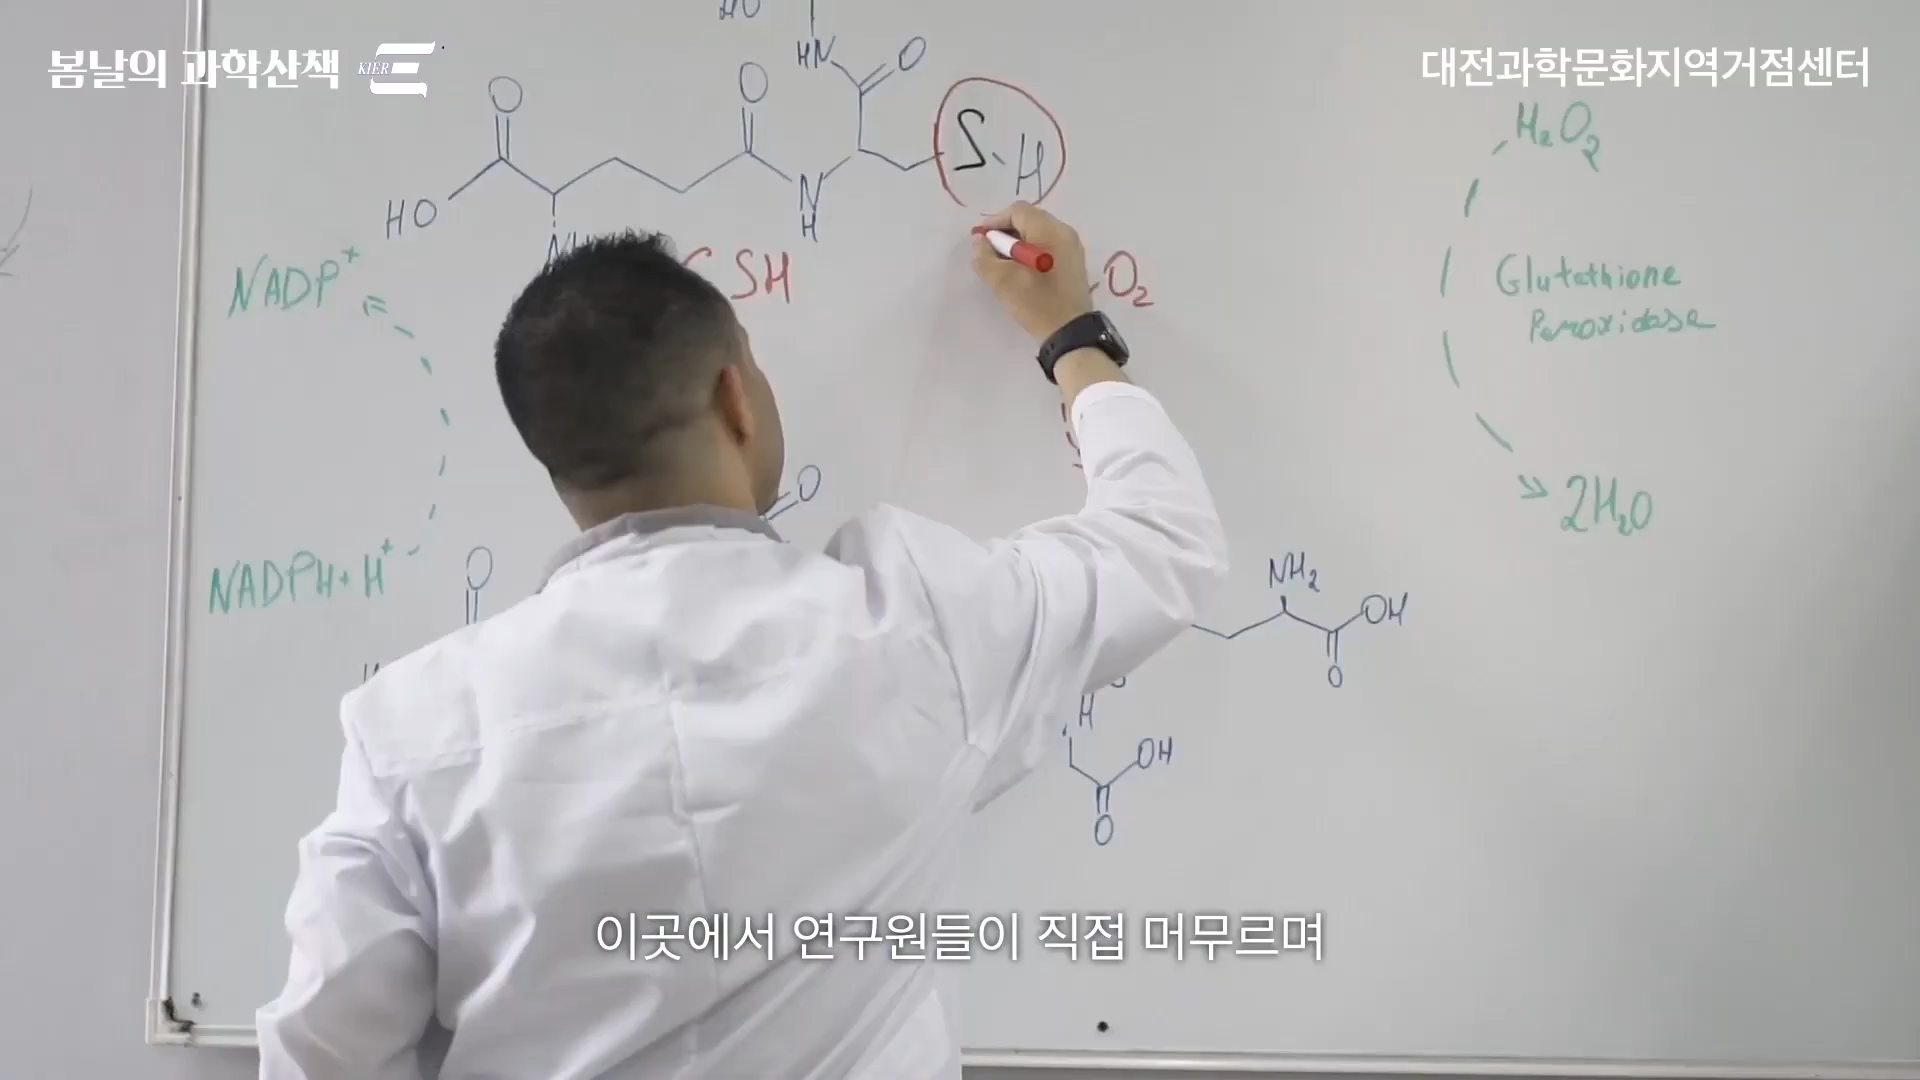 봄날의 과학산책 KIER
대전과학문화지역거점센터
HO
HN
O
O
O
S
H
H₂O₂
HO
N
H
NADP⁺
SH
O₂
Glutathione
Peroxidase
O
O
2H₂O
NADPH + H⁺
NH₂
OH
O
H
OH
O
이곳에서 연구원들이 직접 머무르며